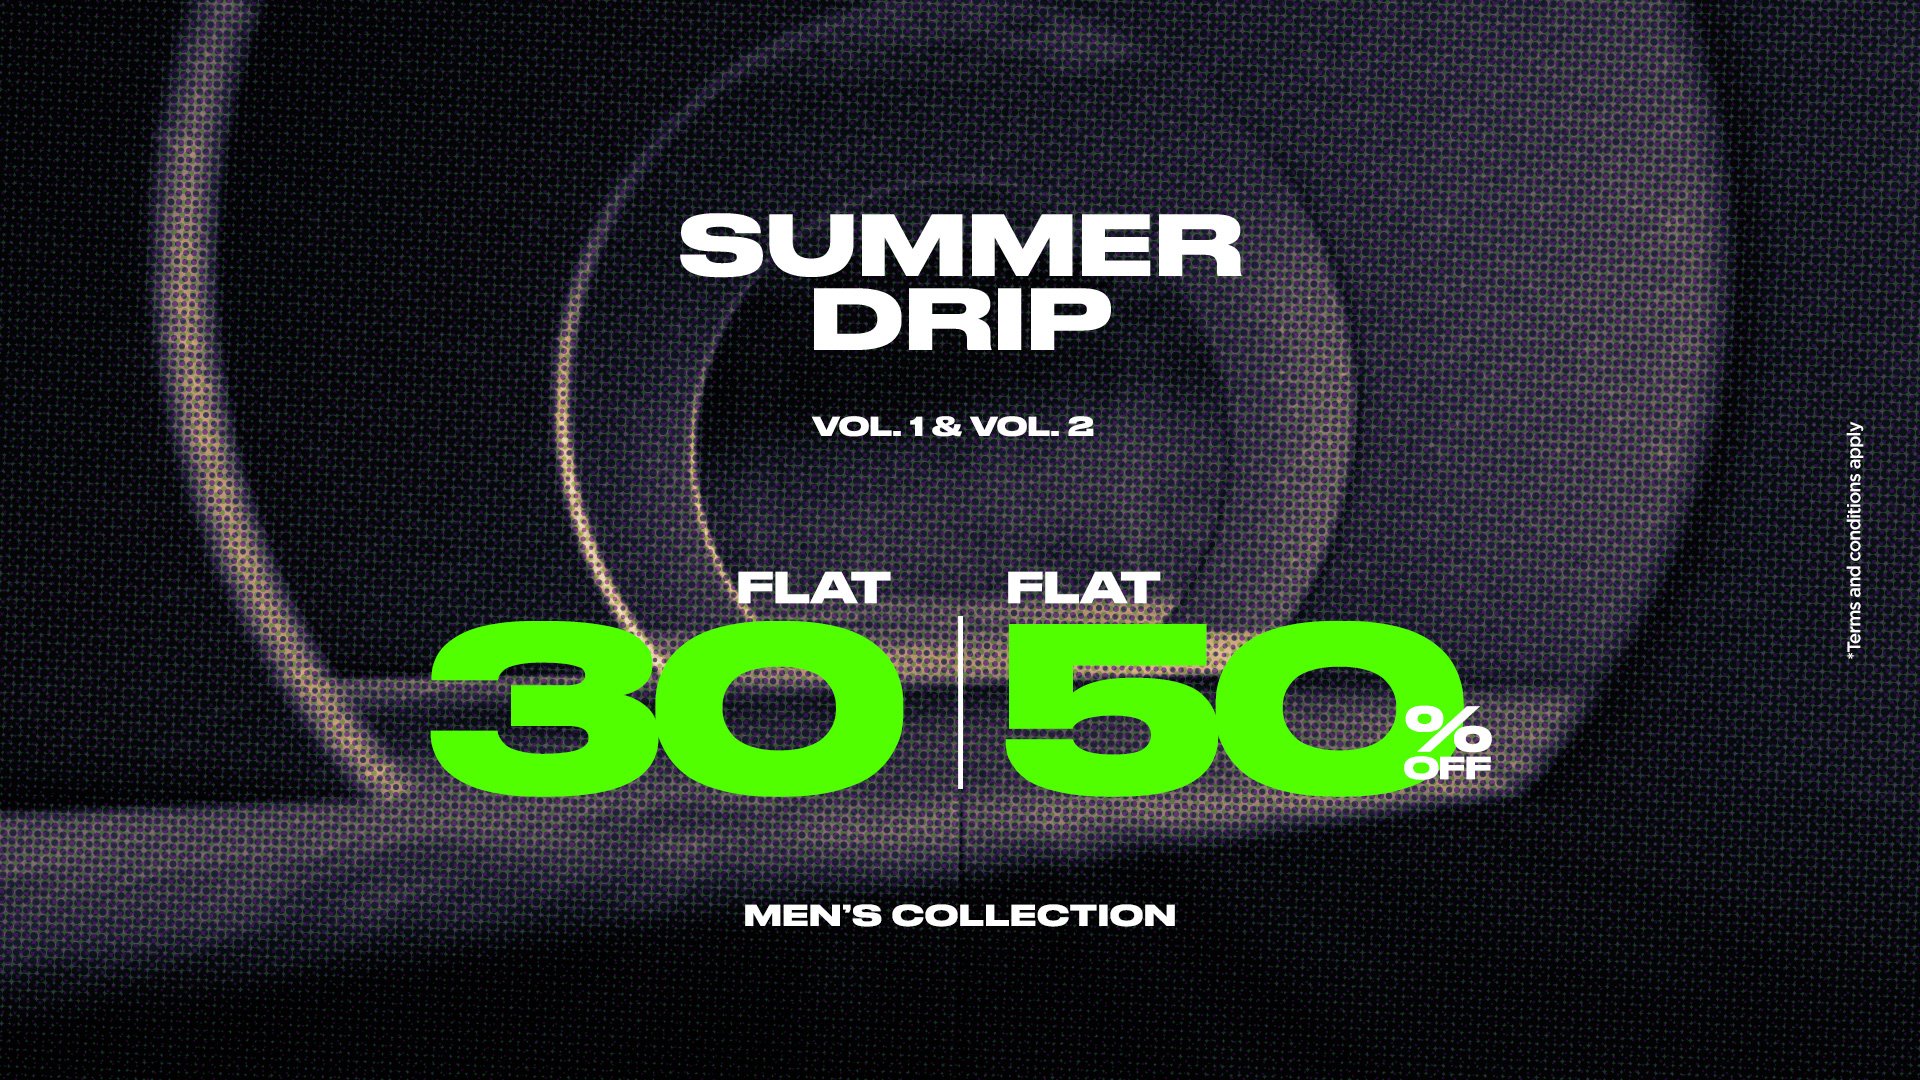 SUMMER
DRIP
VOL. 1 & VOL. 2
FLAT
30
FLAT
50
%
OFF
MEN'S COLLECTION
*Terms and conditions apply